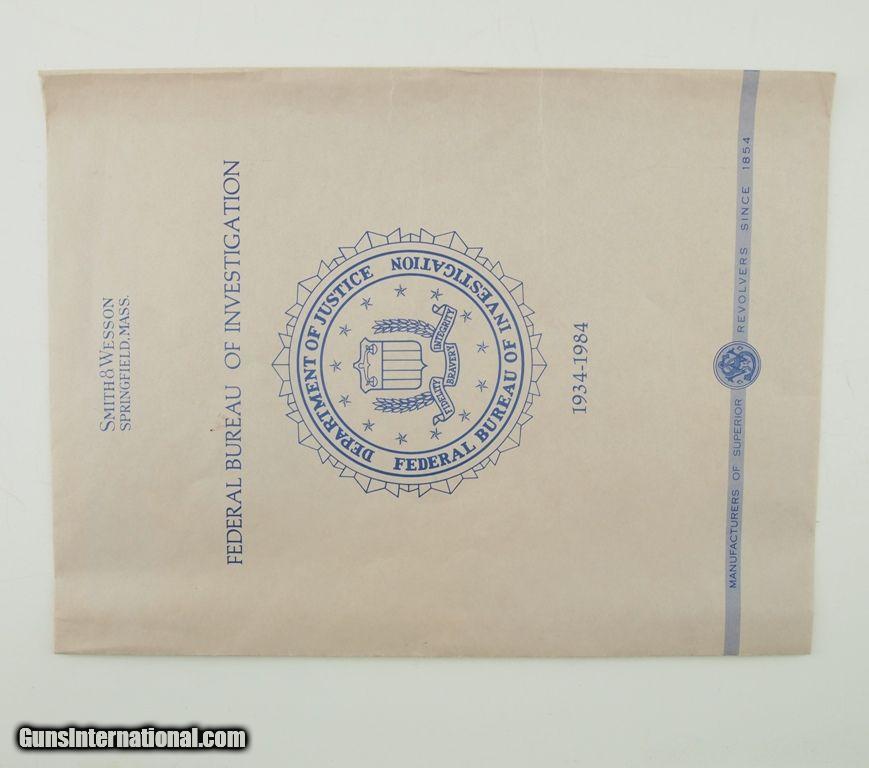 SMITH & WESSON
SPRINGFIELD, MASS.
FEDERAL BUREAU OF INVESTIGATION
DEPARTMENT OF JUSTICE
FEDERAL BUREAU OF INVESTIGATION
FIDELITY
BRAVERY
INTEGRITY
1934-1984
MANUFACTURERS OF SUPERIOR REVOLVERS SINCE 1854
GunsInternational.com